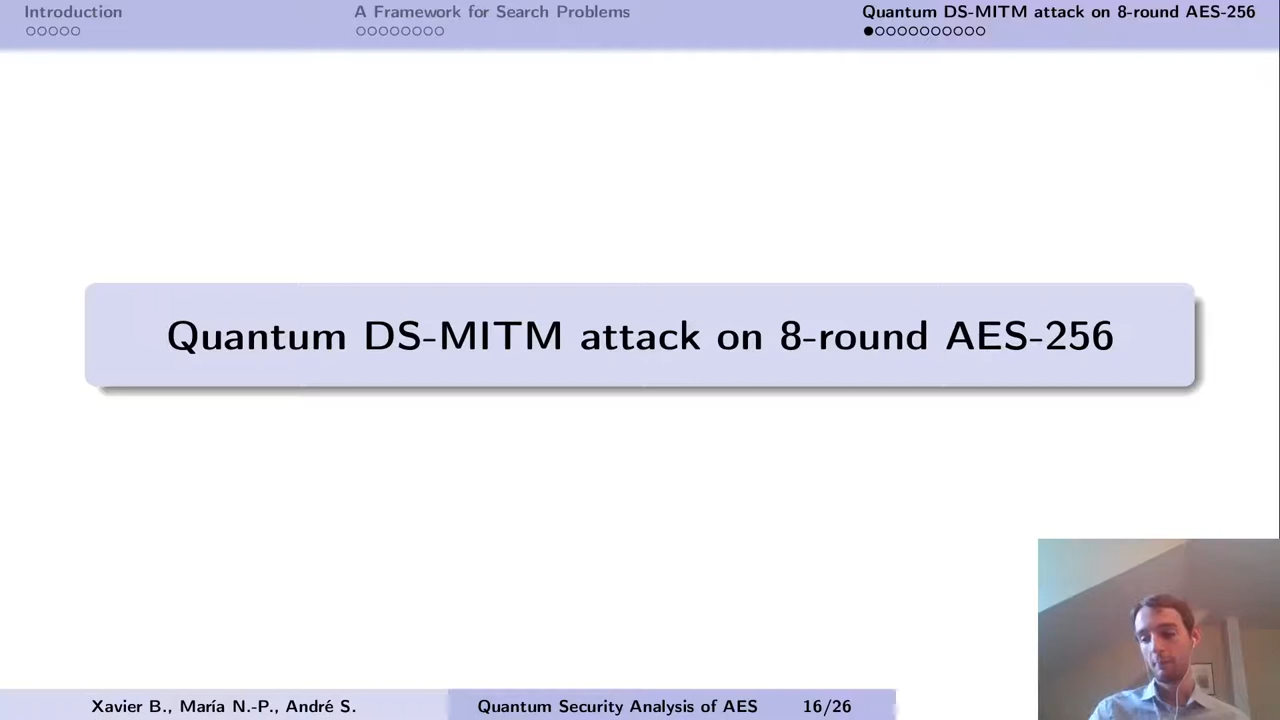 Introduction
A Framework for Search Problems
Quantum DS-MITM attack on 8-round AES-256
Quantum DS-MITM attack on 8-round AES-256
Xavier B., María N.-P., André S.
Quantum Security Analysis of AES
16/26